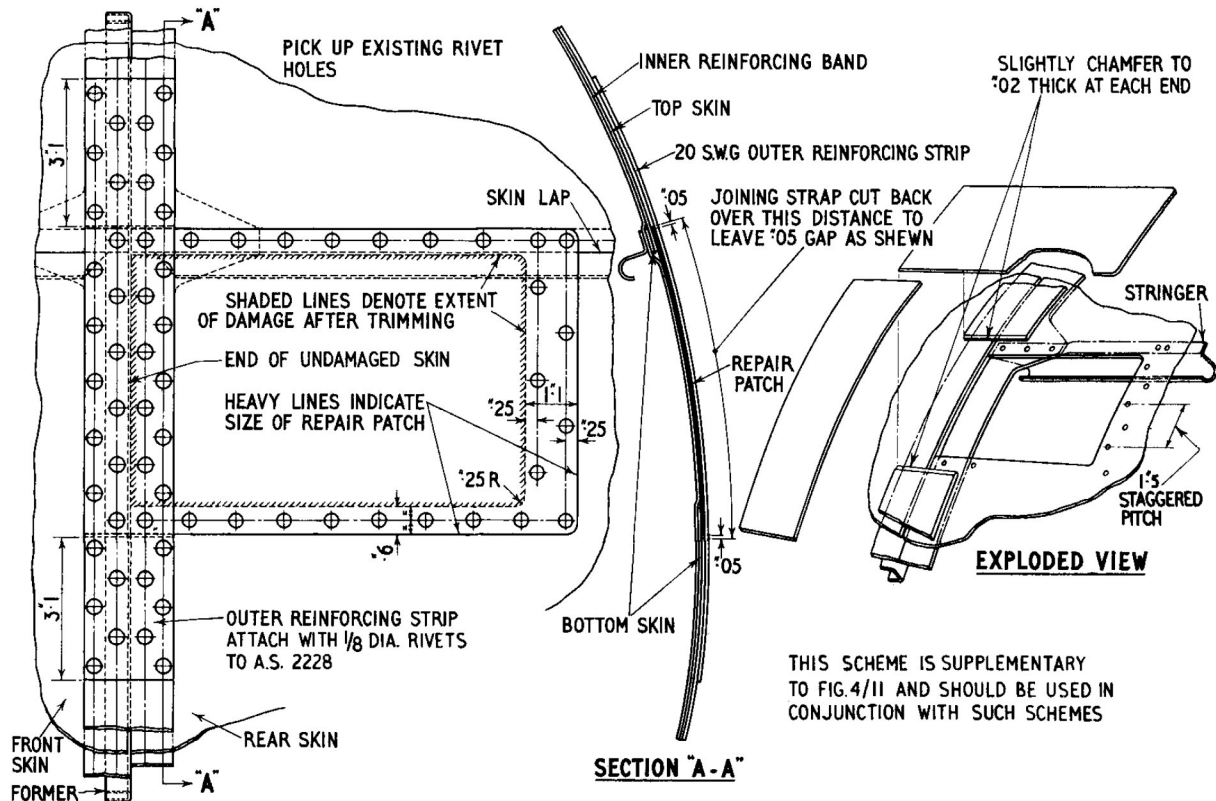 "A"
PICK UP EXISTING RIVET
HOLES
3"·1
SKIN LAP
SHADED LINES DENOTE EXTENT
OF DAMAGE AFTER TRIMMING
END OF UNDAMAGED SKIN
HEAVY LINES INDICATE
SIZE OF REPAIR PATCH
1"·1
"·25
"·25
"·25 R
"·6
3"·1
OUTER REINFORCING STRIP
ATTACH WITH 1/8 DIA. RIVETS
TO A.S. 2228
REAR SKIN
FRONT
SKIN
FORMER
"A"
INNER REINFORCING BAND
TOP SKIN
20 S.W.G OUTER REINFORCING STRIP
"·05
JOINING STRAP CUT BACK
OVER THIS DISTANCE TO
LEAVE "·05 GAP AS SHEWN
REPAIR
PATCH
"·05
BOTTOM SKIN
SECTION "A-A"
SLIGHTLY CHAMFER TO
"·02 THICK AT EACH END
STRINGER
1"·5
STAGGERED
PITCH
EXPLODED VIEW
THIS SCHEME IS SUPPLEMENTARY
TO FIG.4/11 AND SHOULD BE USED IN
CONJUNCTION WITH SUCH SCHEMES